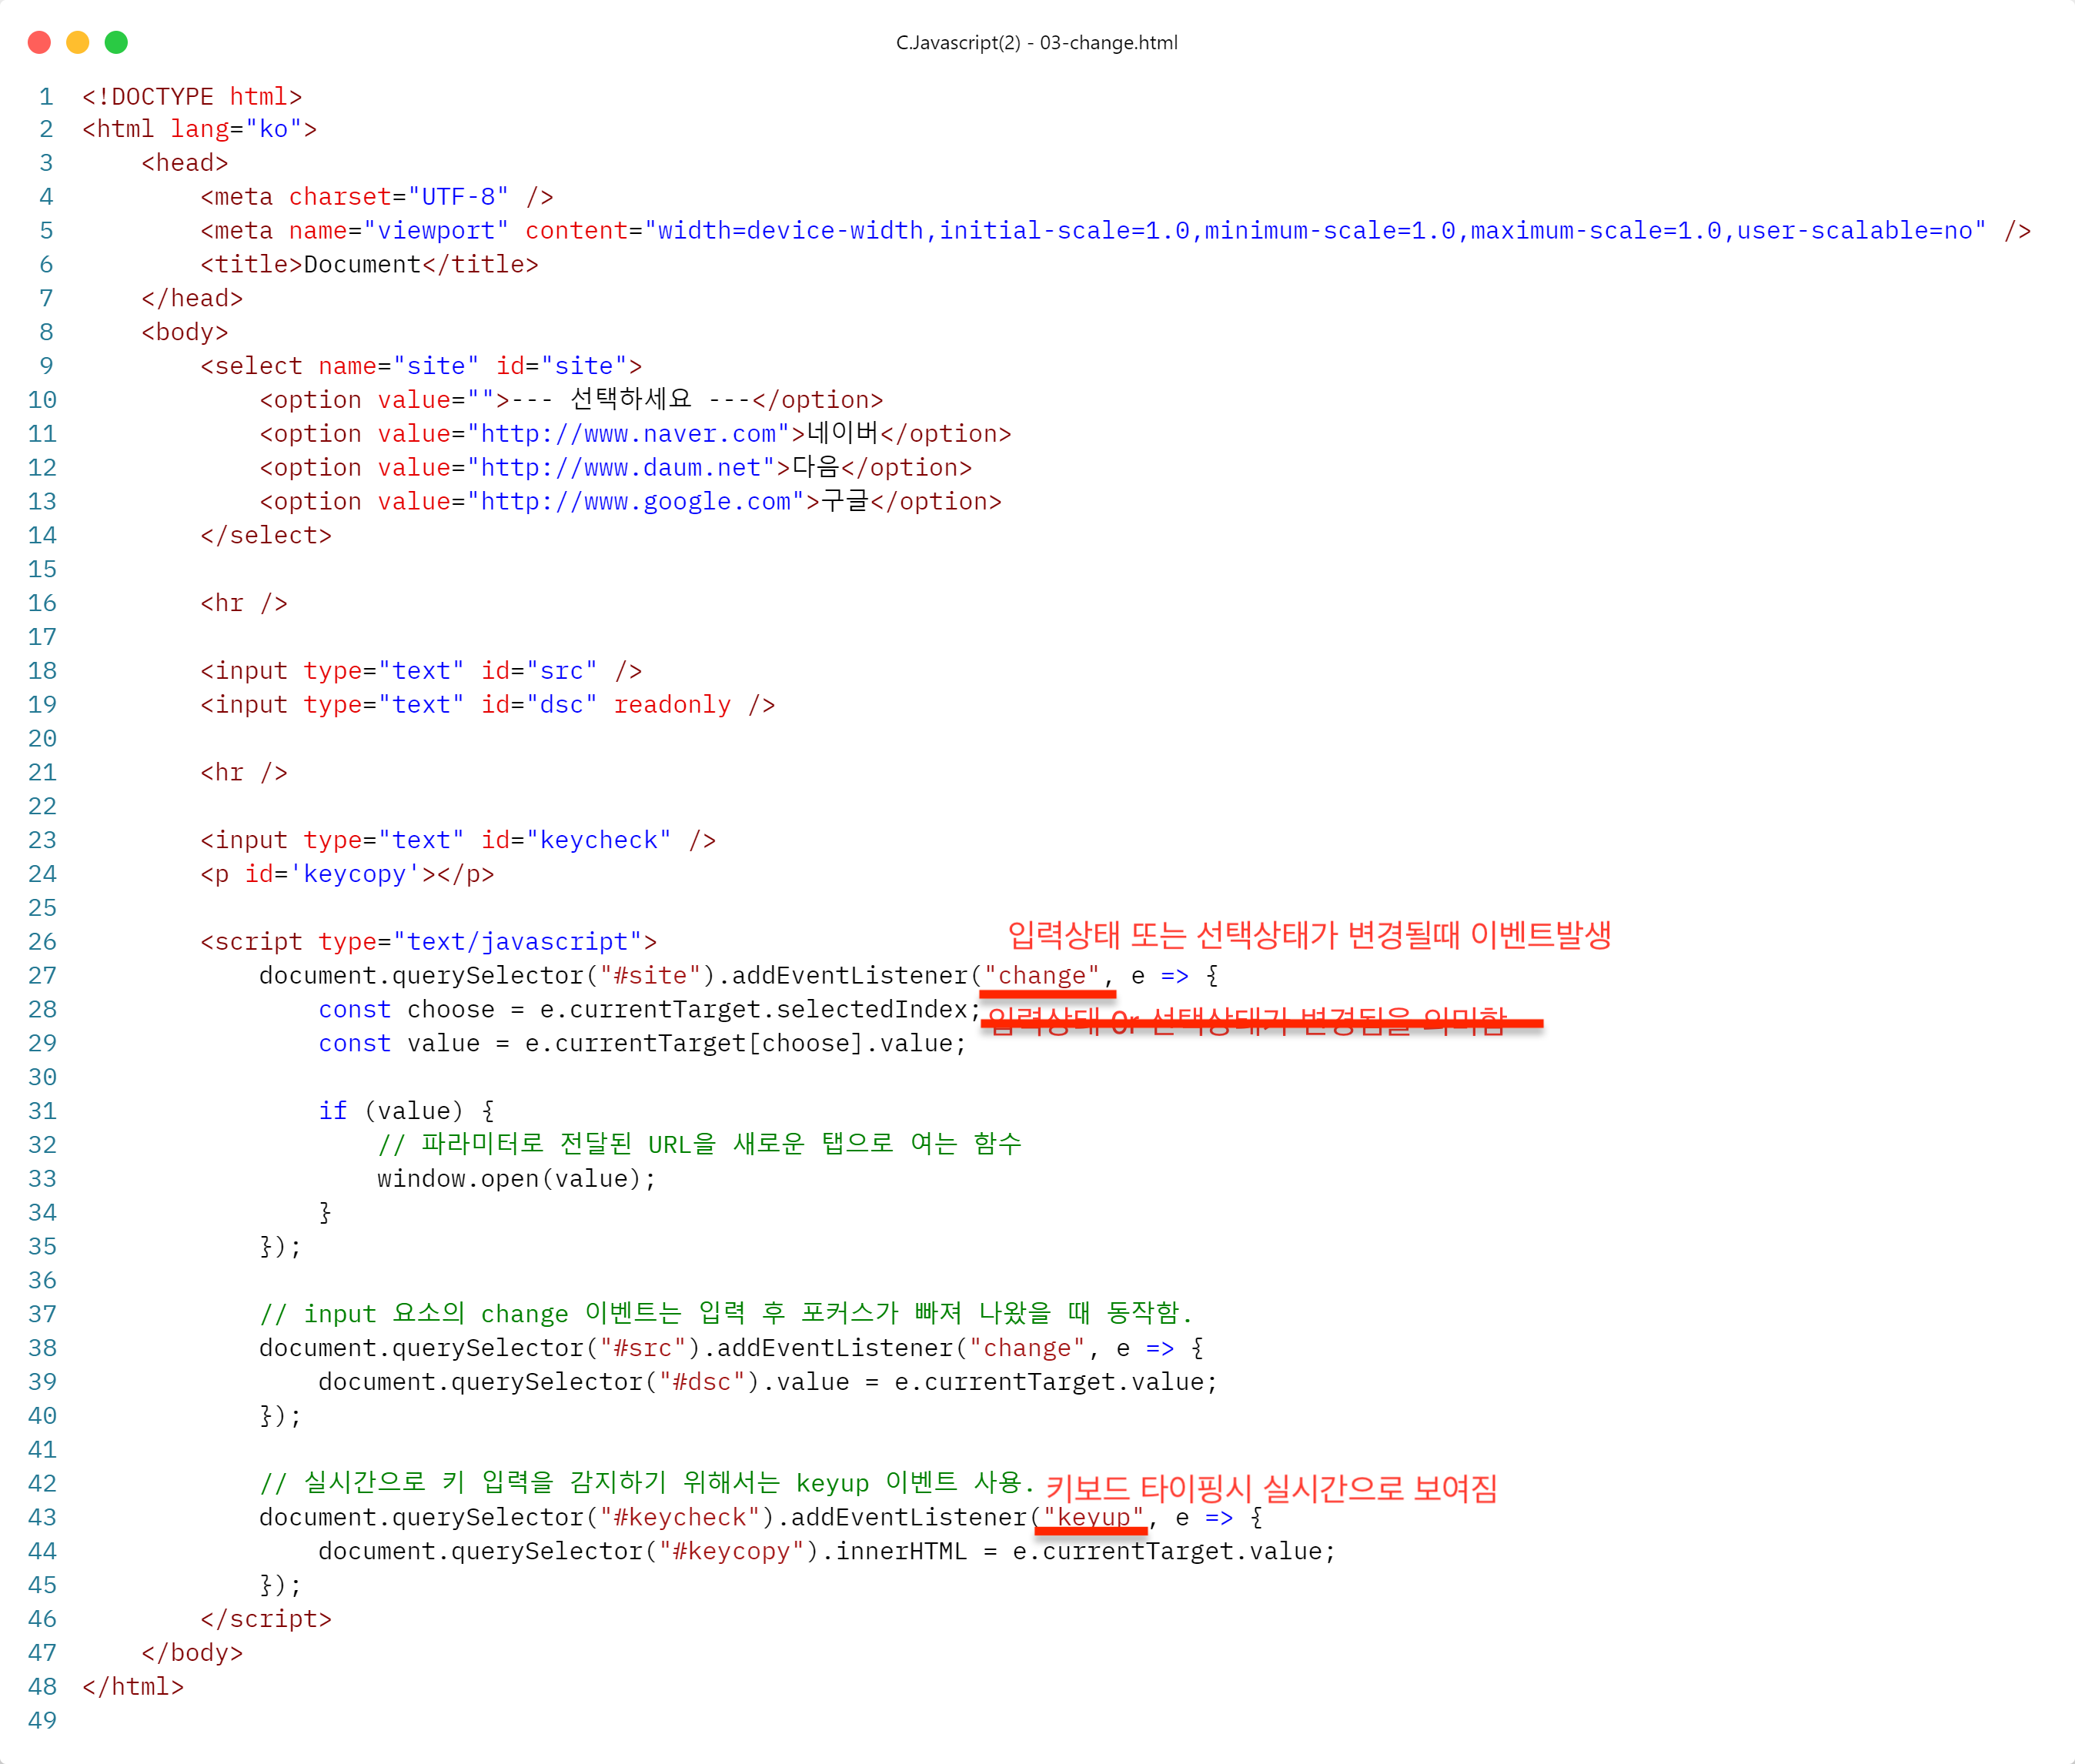 C.Javascript(2) - 03-change.html
1 <!DOCTYPE html>
2 <html lang="ko">
3     <head>
4         <meta charset="UTF-8" />
5         <meta name="viewport" content="width=device-width,initial-scale=1.0,minimum-scale=1.0,maximum-scale=1.0,user-scalable=no" />
6         <title>Document</title>
7     </head>
8     <body>
9         <select name="site" id="site">
10             <option value="">--- 선택하세요 ---</option>
11             <option value="http://www.naver.com">네이버</option>
12             <option value="http://www.daum.net">다음</option>
13             <option value="http://www.google.com">구글</option>
14         </select>
15
16         <hr />
17
18         <input type="text" id="src" />
19         <input type="text" id="dsc" readonly />
20
21         <hr />
22
23         <input type="text" id="keycheck" />
24         <p id='keycopy'></p>
25
입력상태 또는 선택상태가 변경될때 이벤트발생
26         <script type="text/javascript">
27             document.querySelector("#site").addEventListener("change", e => {
28                 const choose = e.currentTarget.selectedIndex;
입력상태 Or 선택상태가 변경됨을 의미함
29                 const value = e.currentTarget[choose].value;
30
31                 if (value) {
32                     // 파라미터로 전달된 URL을 새로운 탭으로 여는 함수
33                     window.open(value);
34                 }
35             });
36
37             // input 요소의 change 이벤트는 입력 후 포커스가 빠져 나왔을 때 동작함.
38             document.querySelector("#src").addEventListener("change", e => {
39                 document.querySelector("#dsc").value = e.currentTarget.value;
40             });
41
42             // 실시간으로 키 입력을 감지하기 위해서는 keyup 이벤트 사용.
키보드 타이핑시 실시간으로 보여짐
43             document.querySelector("#keycheck").addEventListener("keyup", e => {
44                 document.querySelector("#keycopy").innerHTML = e.currentTarget.value;
45             });
46         </script>
47     </body>
48 </html>
49